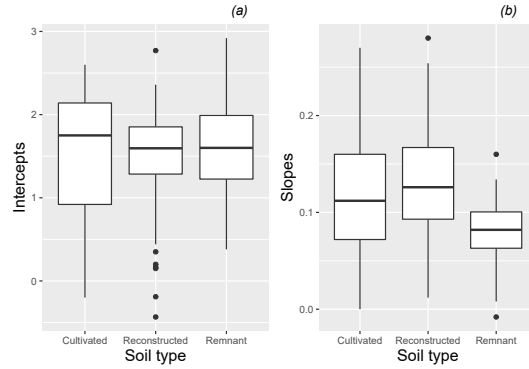 (a)
3
2
1
0
Intercepts
Cultivated Reconstructed Remnant
Soil type
(b)
0.2
0.1
0.0
Slopes
Cultivated Reconstructed Remnant
Soil type